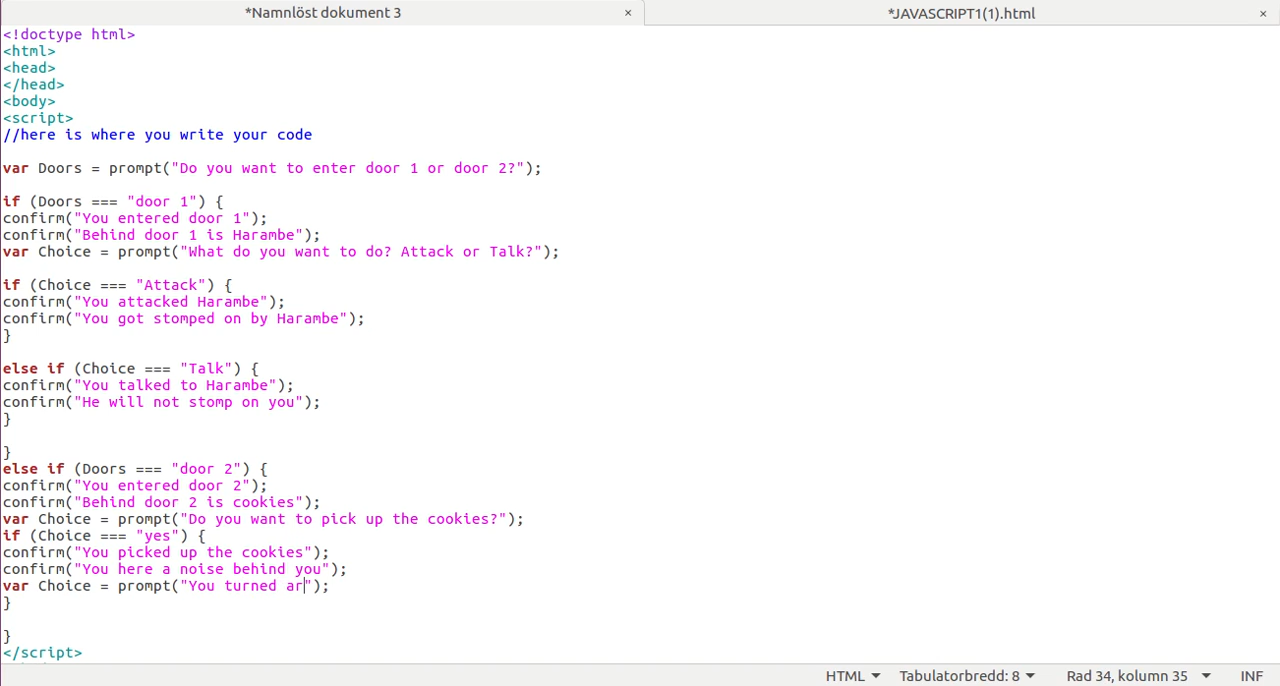 *Namnlöst dokument 3 × *JAVASCRIPT1(1).html ×
<!doctype html>
<html>
<head>
</head>
<body>
<script>
//here is where you write your code
var Doors = prompt("Do you want to enter door 1 or door 2?");
if (Doors === "door 1") {
confirm("You entered door 1");
confirm("Behind door 1 is Harambe");
var Choice = prompt("What do you want to do? Attack or Talk?");
if (Choice === "Attack") {
confirm("You attacked Harambe");
confirm("You got stomped on by Harambe");
}
else if (Choice === "Talk") {
confirm("You talked to Harambe");
confirm("He will not stomp on you");
}
}
else if (Doors === "door 2") {
confirm("You entered door 2");
confirm("Behind door 2 is cookies");
var Choice = prompt("Do you want to pick up the cookies?");
if (Choice === "yes") {
confirm("You picked up the cookies");
confirm("You here a noise behind you");
var Choice = prompt("You turned ar");
}
}
</script>
HTML Tabulatorbredd: 8 Rad 34, kolumn 35 INF